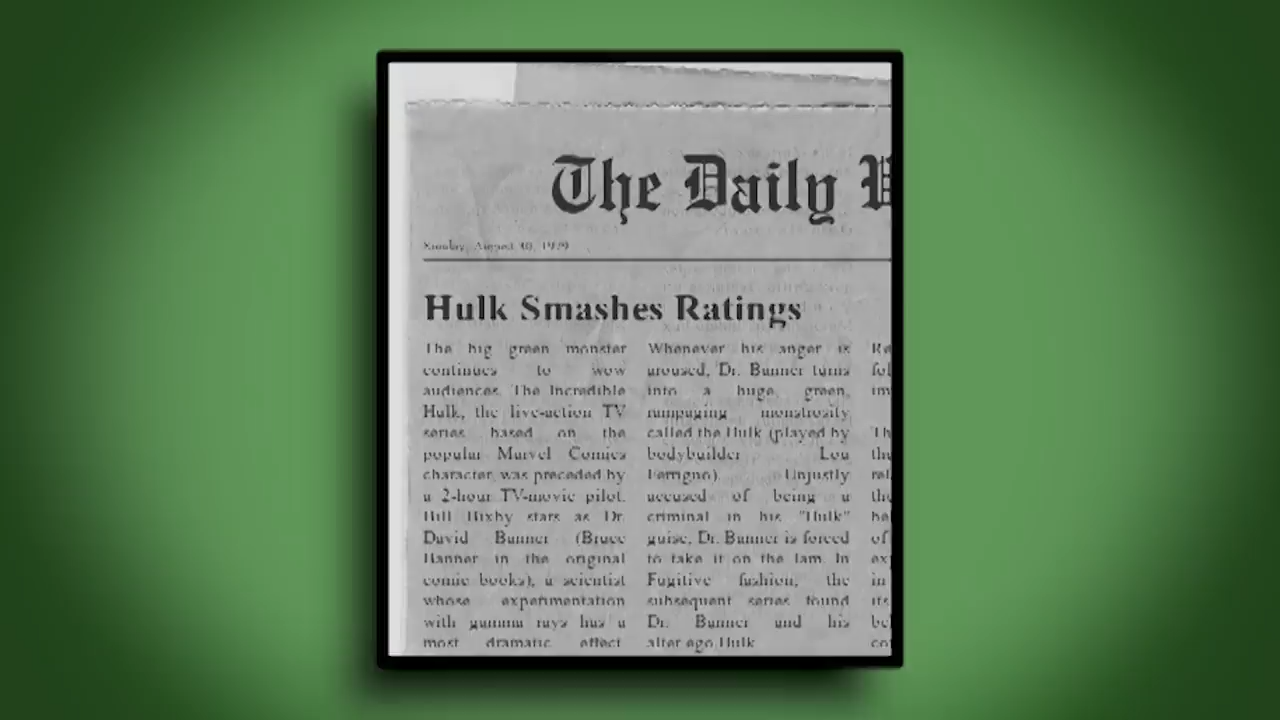 The Daily
Sunday, August
Hulk Smashes Ratings
The big green monster
continues to wow
audiences. The Incredible
Hulk, the live-action TV
series based on the
popular Marvel Comics
character, was preceded by
a 2-hour TV-movie pilot.
Bill Bixby stars as Dr.
David Banner (Bruce
Banner in the original
comic books), a scientist
whose experimentation
with gamma rays has a
most dramatic effect.
Whenever his anger is
aroused, Dr. Banner turns
into a huge, green,
rampaging monstrosity
called the Hulk (played by
bodybuilder Lou
Ferrigno). Unjustly
accused of being a
criminal in his "Hulk"
guise, Dr. Banner is forced
to take it on the lam. In
Fugitive fashion, the
subsequent series found
Dr. Banner and his
alter ego Hulk
in
of